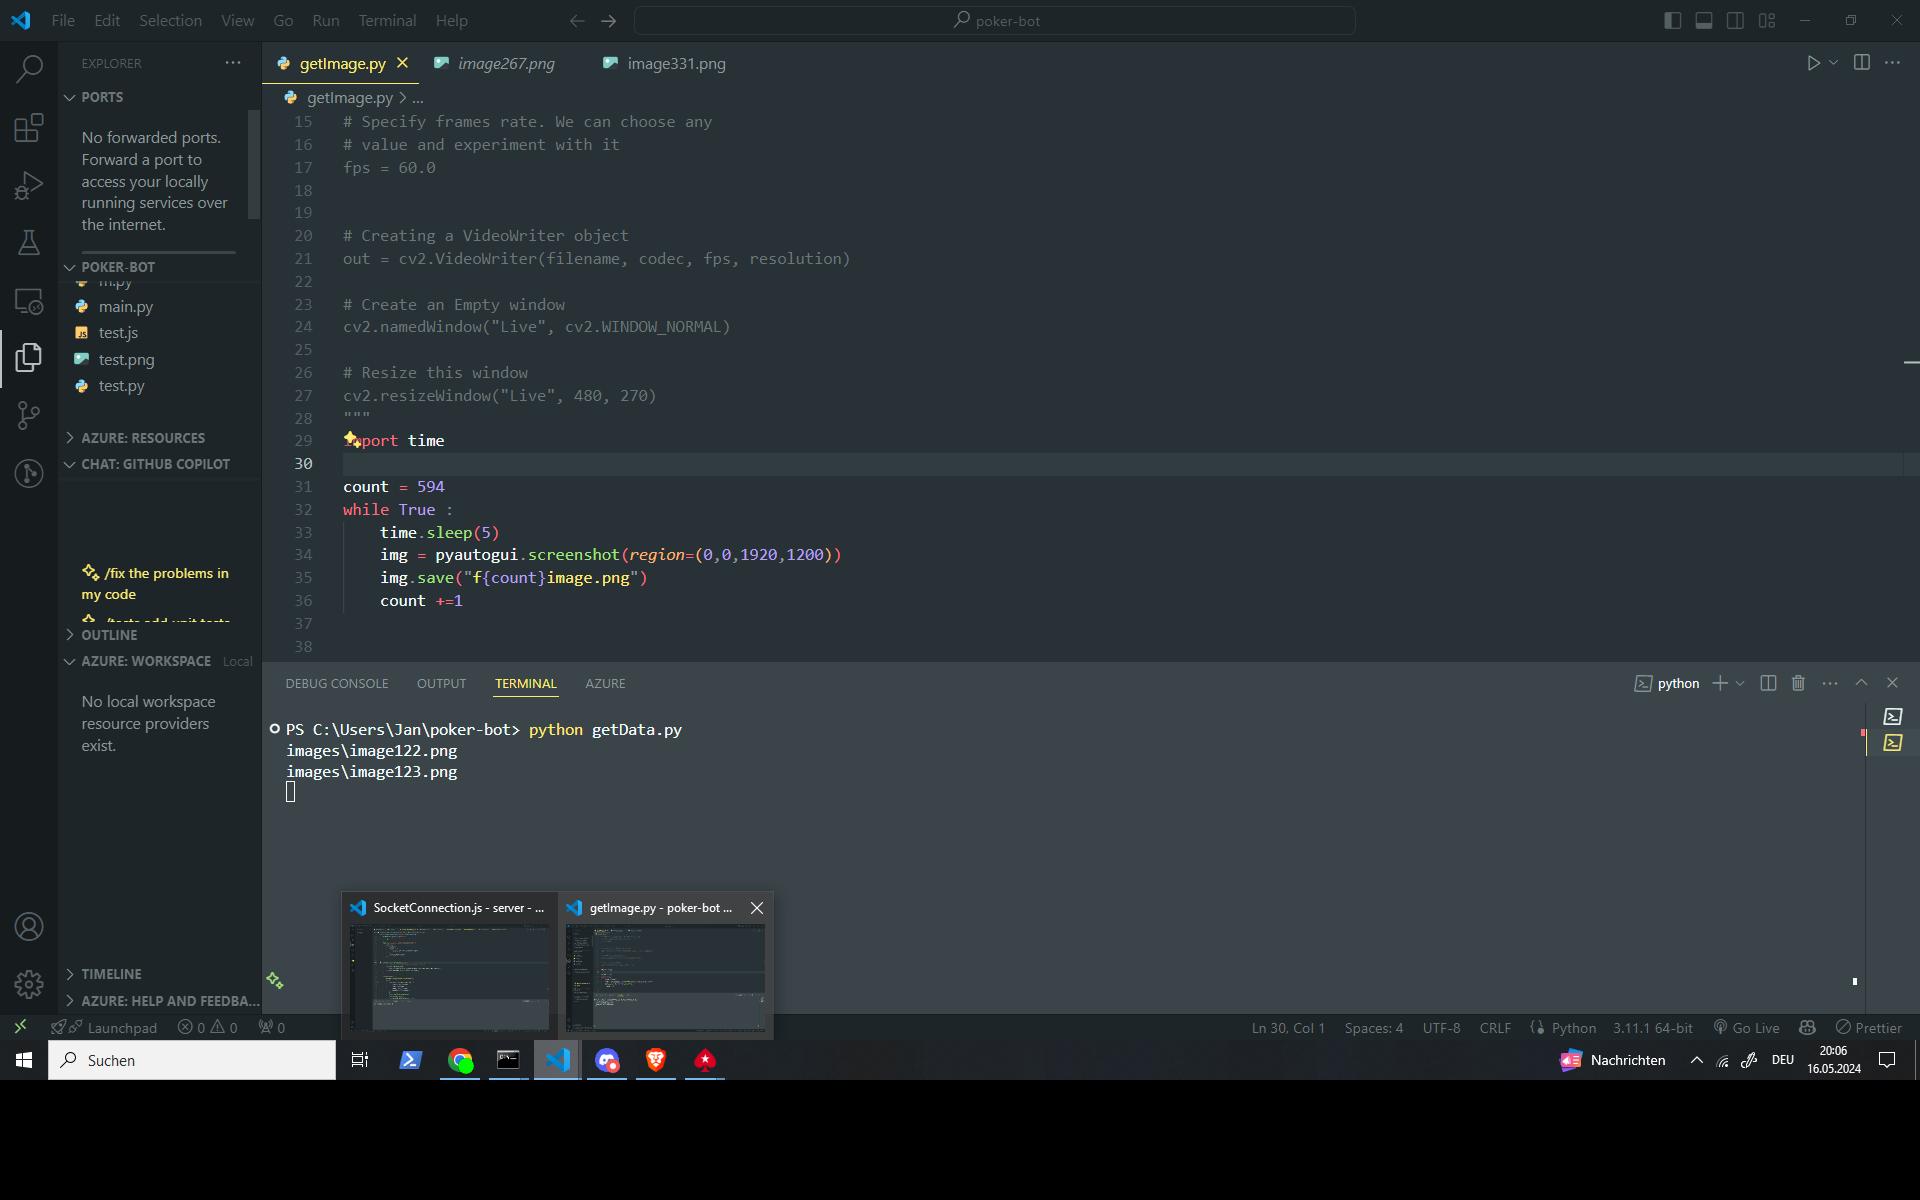 File Edit Selection View Go Run Terminal Help
poker-bot
EXPLORER
PORTS
No forwarded ports.
Forward a port to
access your locally
running services over
the internet.
POKER-BOT
m.py
main.py
test.js
test.png
test.py
AZURE: RESOURCES
CHAT: GITHUB COPILOT
/fix the problems in
my code
/tests add unit tests
OUTLINE
AZURE: WORKSPACE Local
No local workspace
resource providers
exist.
TIMELINE
AZURE: HELP AND FEEDBA...
getImage.py image267.png image331.png
getImage.py > ...
15 # Specify frames rate. We can choose any
16 # value and experiment with it
17 fps = 60.0
18
19
20 # Creating a VideoWriter object
21 out = cv2.VideoWriter(filename, codec, fps, resolution)
22
23 # Create an Empty window
24 cv2.namedWindow("Live", cv2.WINDOW_NORMAL)
25
26 # Resize this window
27 cv2.resizeWindow("Live", 480, 270)
28 """
29 import time
30
31 count = 594
32 while True :
33 time.sleep(5)
34 img = pyautogui.screenshot(region=(0,0,1920,1200))
35 img.save("f{count}image.png")
36 count +=1
37
38
DEBUG CONSOLE OUTPUT TERMINAL AZURE
python
PS C:\Users\Jan\poker-bot> python getData.py
images\image122.png
images\image123.png
SocketConnection.js - server - ... getImage.py - poker-bot ...
Launchpad 0 0 0
Ln 30, Col 1 Spaces: 4 UTF-8 CRLF Python 3.11.1 64-bit Go Live Prettier
Suchen
Nachrichten DEU 20:06
16.05.2024